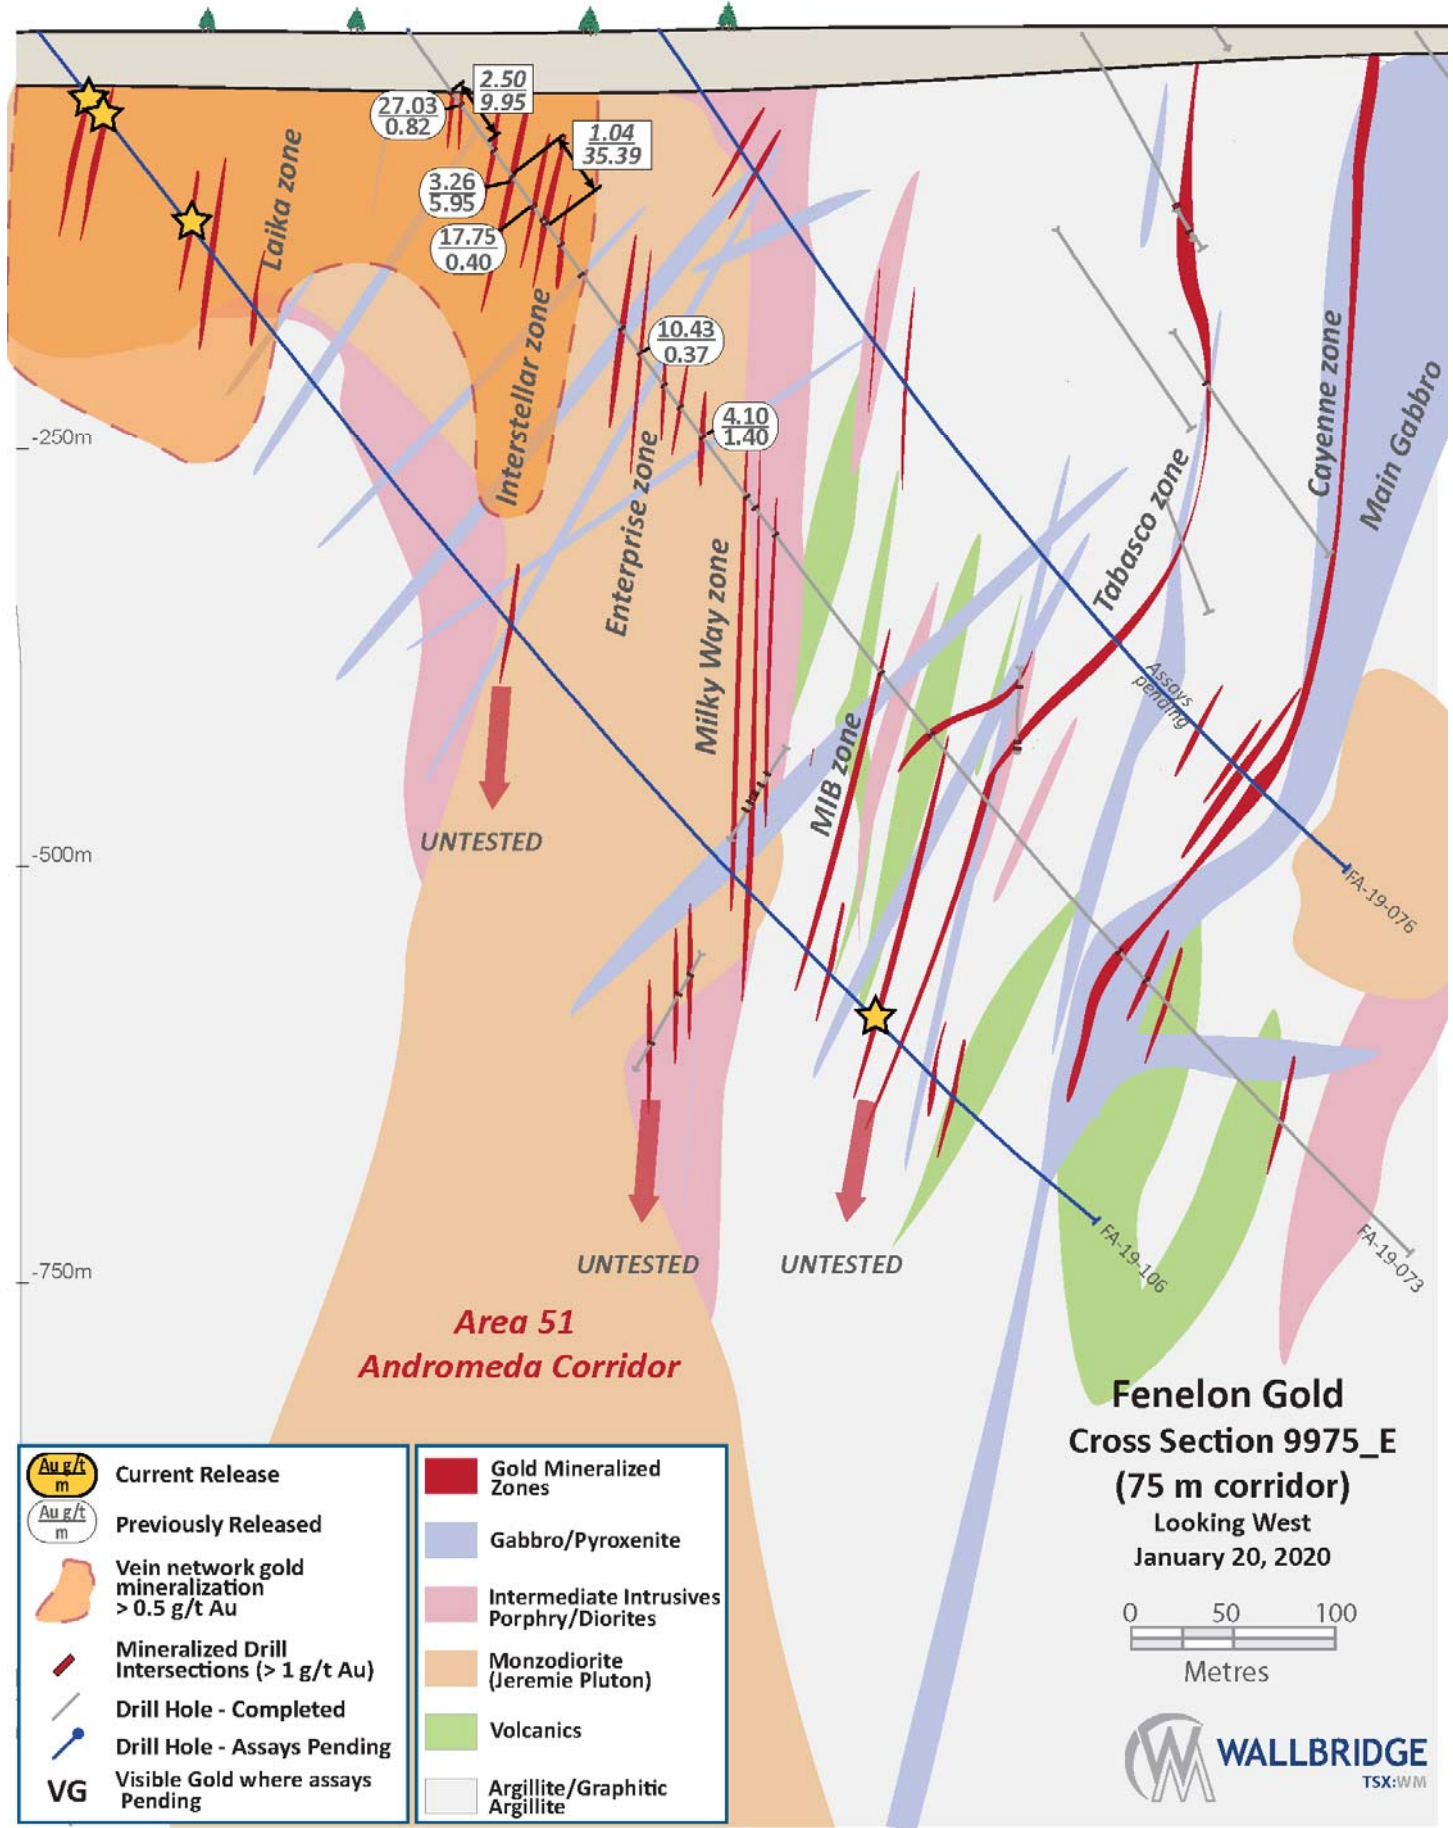 2.50
9.95
27.03
0.82
1.04
35.39
3.26
5.95
17.75
0.40
Laika zone
Interstellar zone
10.43
0.37
4.10
1.40
Enterprise zone
Milky Way zone
MIB zone
Tabasco zone
Cayenne zone
Main Gabbro
-250m
Assays
pending
UNTESTED
-500m
FA-19-076
UNTESTED
UNTESTED
-750m
FA-19-106
FA-19-073
Area 51
Andromeda Corridor
Fenelon Gold
Cross Section 9975_E
(75 m corridor)
Looking West
January 20, 2020
0 50 100
Metres
WALLBRIDGE
TSX:WM
Au g/t
m
Current Release
Au g/t
m
Previously Released
Vein network gold
mineralization
> 0.5 g/t Au
Mineralized Drill
Intersections (> 1 g/t Au)
Drill Hole - Completed
Drill Hole - Assays Pending
VG
Visible Gold where assays
Pending
Gold Mineralized
Zones
Gabbro/Pyroxenite
Intermediate Intrusives
Porphry/Diorites
Monzodiorite
(Jeremie Pluton)
Volcanics
Argillite/Graphitic
Argillite